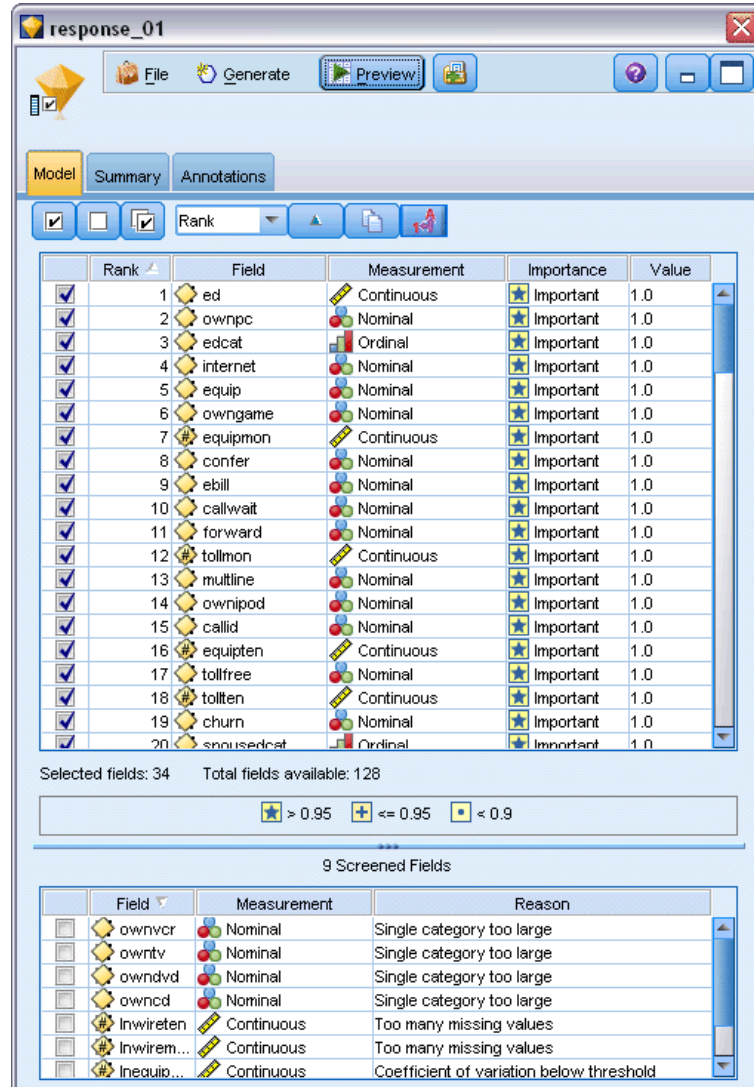 response_01
File Generate Preview
Model Summary Annotations
Rank
Rank Field Measurement Importance Value
1 ed Continuous Important 1.0
2 ownpc Nominal Important 1.0
3 edcat Ordinal Important 1.0
4 internet Nominal Important 1.0
5 equip Nominal Important 1.0
6 owngame Nominal Important 1.0
7 equipmon Continuous Important 1.0
8 confer Nominal Important 1.0
9 ebill Nominal Important 1.0
10 callwait Nominal Important 1.0
11 forward Nominal Important 1.0
12 tollmon Continuous Important 1.0
13 multline Nominal Important 1.0
14 ownipod Nominal Important 1.0
15 callid Nominal Important 1.0
16 equipten Continuous Important 1.0
17 tollfree Nominal Important 1.0
18 tollten Continuous Important 1.0
19 churn Nominal Important 1.0
20 spousedcat Ordinal Important 1.0
Selected fields: 34 Total fields available: 128
> 0.95 <= 0.95 < 0.9
9 Screened Fields
Field Measurement Reason
ownvcr Nominal Single category too large
owntv Nominal Single category too large
owndvd Nominal Single category too large
owncd Nominal Single category too large
lnwireten Continuous Too many missing values
lnwirem... Continuous Too many missing values
lnequip... Continuous Coefficient of variation below threshold